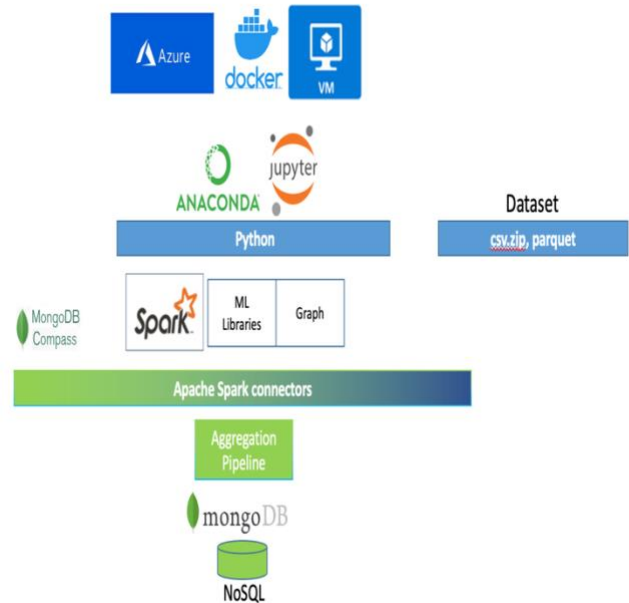 Azure
docker
VM
ANACONDA
jupyter
Dataset
Python
csv.zip, parquet
MongoDB
Compass
Spark
ML
Libraries
Graph
Apache Spark connectors
Aggregation
Pipeline
mongoDB
NoSQL